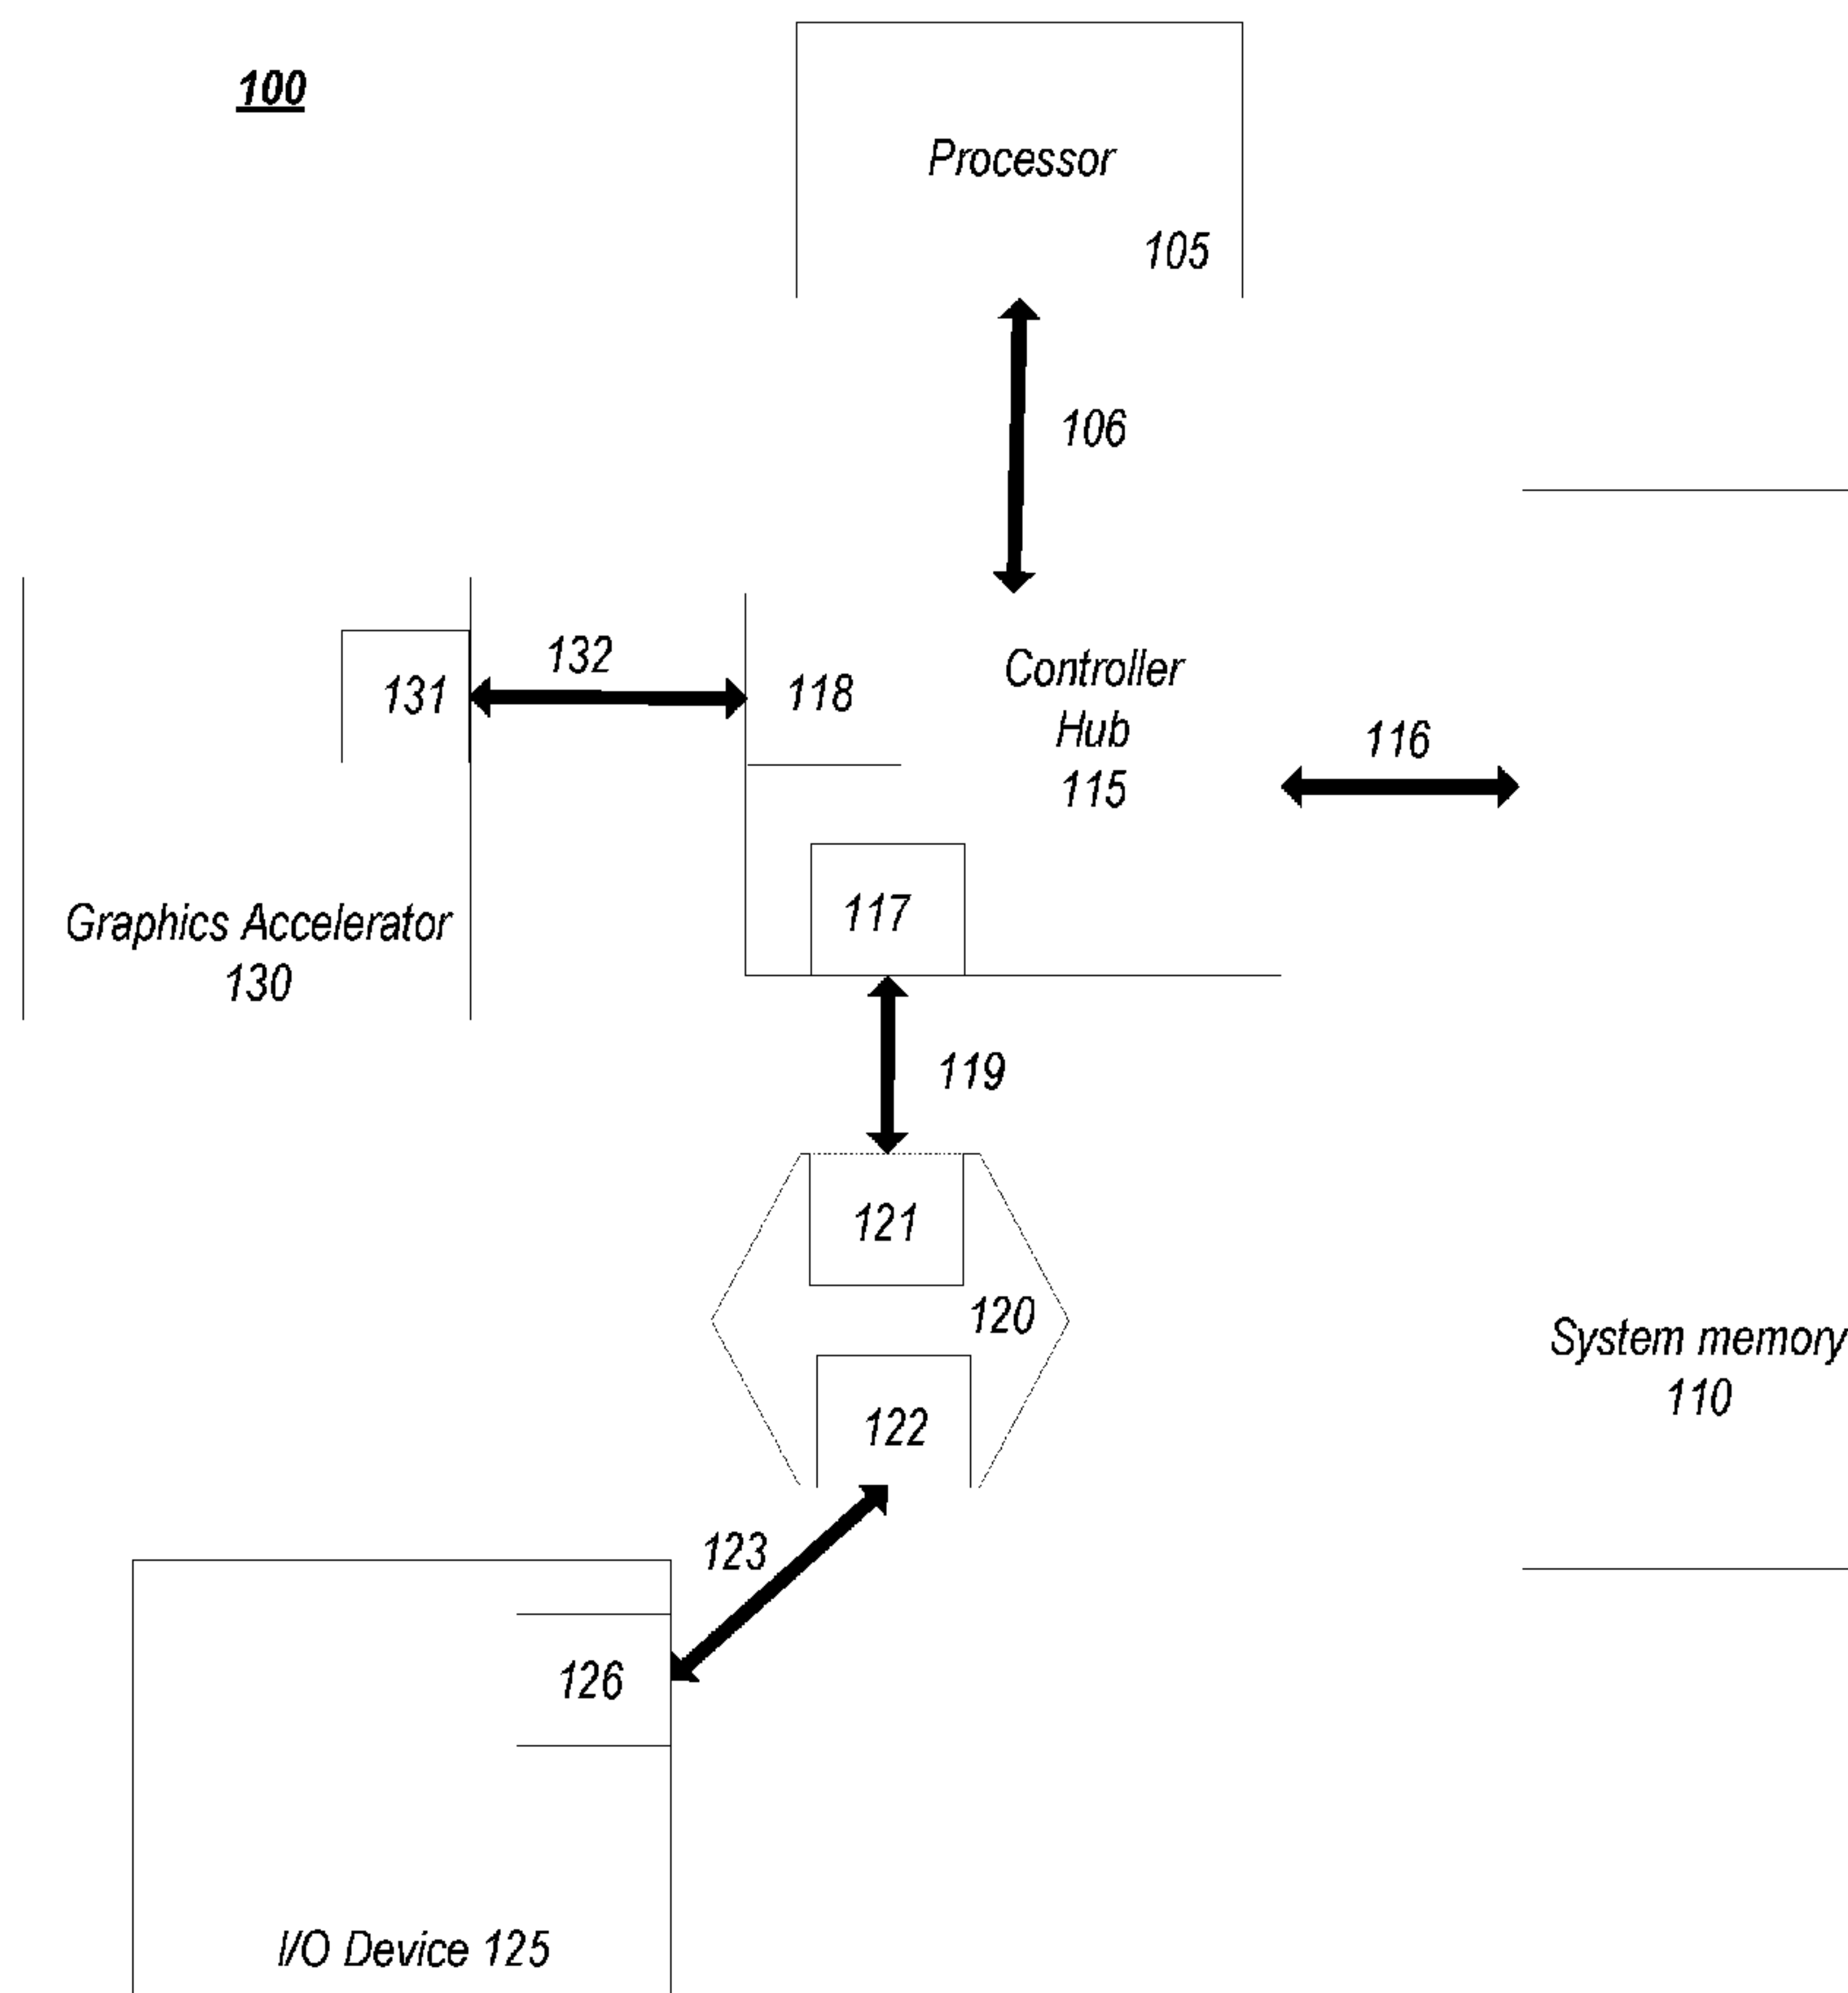 100
Processor
105
106
132
131
118
Controller
Hub
115
116
117
Graphics Accelerator
130
119
121
120
122
System memory
110
123
126
I/O Device 125